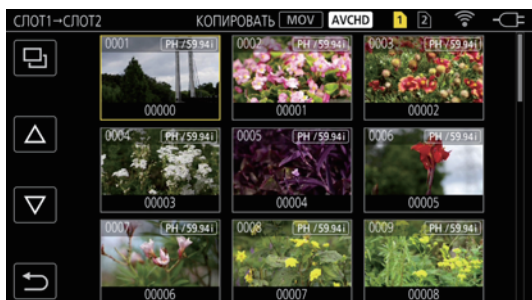 СЛОТ1→СЛОТ2 КОПИРОВАТЬ MOV AVCHD 1 2
0001 PH /59.94i 0002 PH /59.94i 0003 PH /59.94i
00000 00001 00002
0004 PH /59.94i 0005 PH /59.94i 0006 PH /59.94i
00003 00004 00005
0007 PH /59.94i 0008 PH /59.94i 0009 PH /59.94i
00006 00007 00008